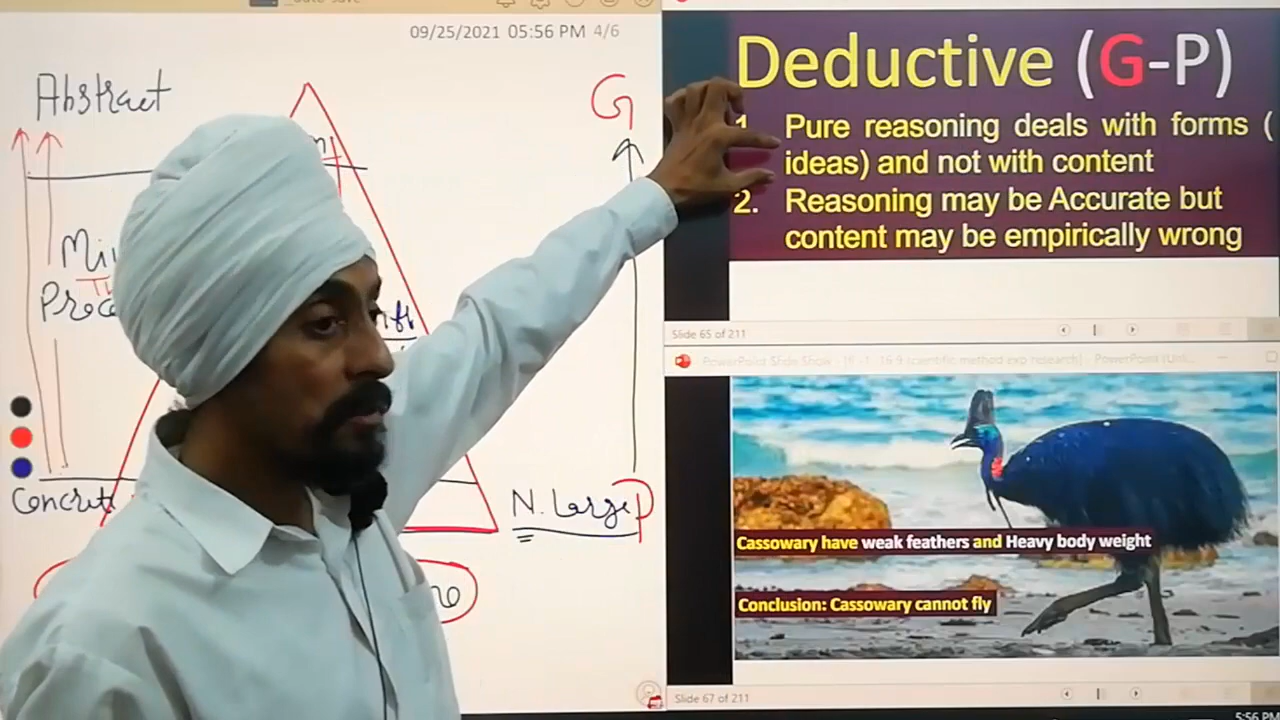 09/25/2021 05:56 PM 4/6
Abstract
G
Concrete
N. Large P
Deductive (G-P)
1. Pure reasoning deals with forms (
ideas) and not with content
2. Reasoning may be Accurate but
content may be empirically wrong
Slide 65 of 211
Cassowary have weak feathers and Heavy body weight
Conclusion: Cassowary cannot fly
Slide 67 of 211
5:56 PM